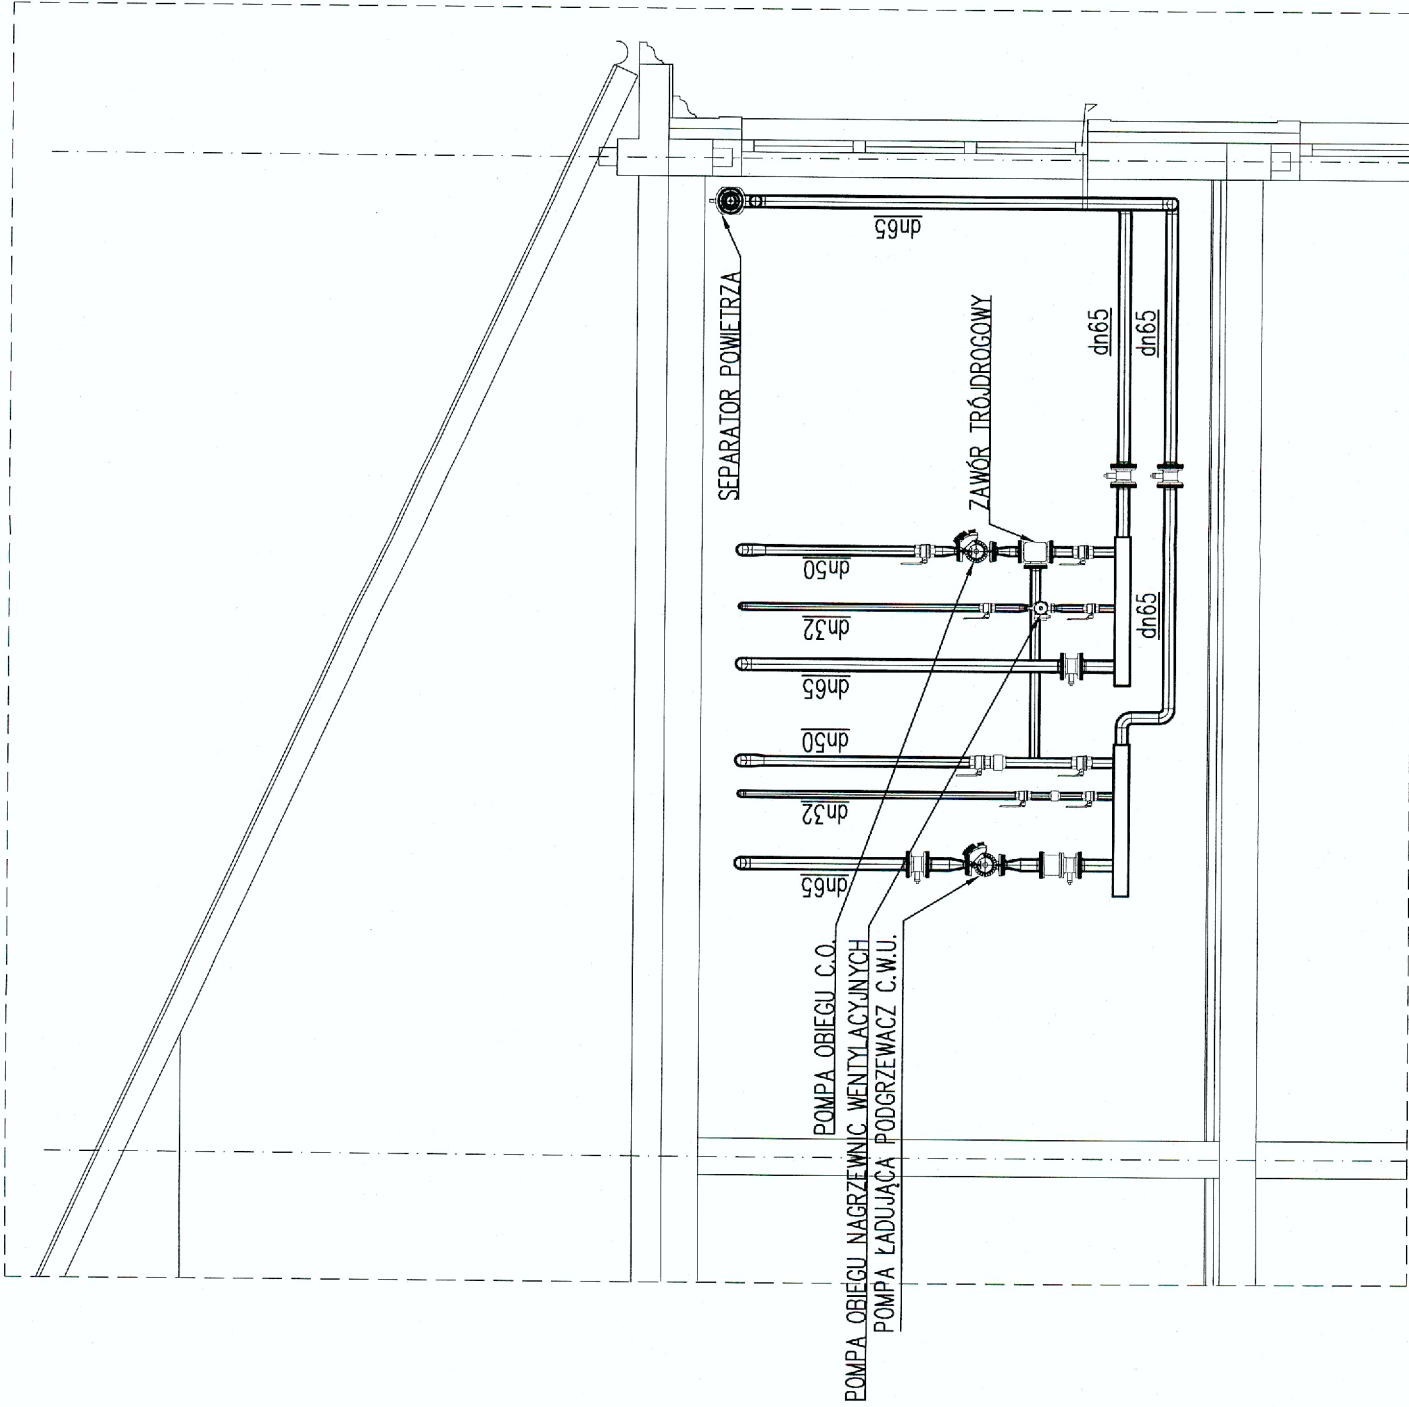 dn65
SEPARATOR POWIETRZA
ZAWÓR TRÓJDROGOWY
dn65
dn65
dn50
dn32
dn65
dn65
dn50
dn32
dn65
POMPA OBIEGU C.O.
POMPA OBIEGU NAGRZEWNIC WENTYLACYJNYCH
POMPA ŁADUJĄCA PODGRZEWACZ C.W.U.